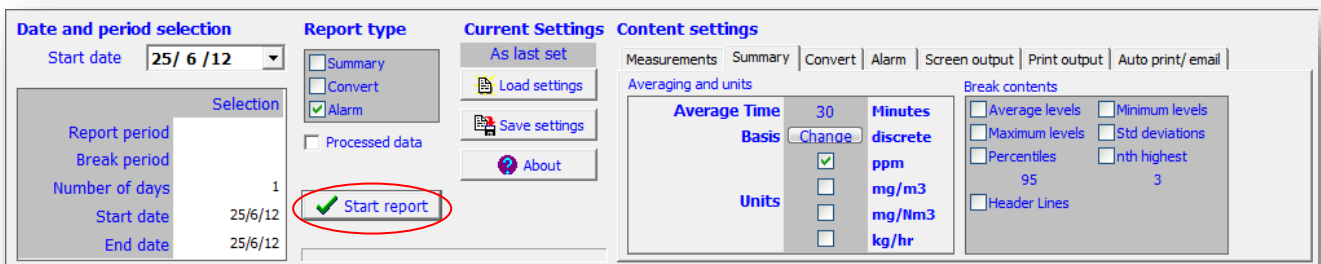 Date and period selection
Start date 25/ 6 /12
Selection
Report period
Break period
Number of days 1
Start date 25/6/12
End date 25/6/12
Report type
Summary
Convert
Alarm
Processed data
Start report
Current Settings
As last set
Load settings
Save settings
About
Content settings
Measurements Summary Convert Alarm Screen output Print output Auto print/ email
Averaging and units
Average Time 30 Minutes
Basis Change discrete
ppm
mg/m3
Units
mg/Nm3
kg/hr
Break contents
Average levels Minimum levels
Maximum levels Std deviations
Percentiles nth highest
95 3
Header Lines